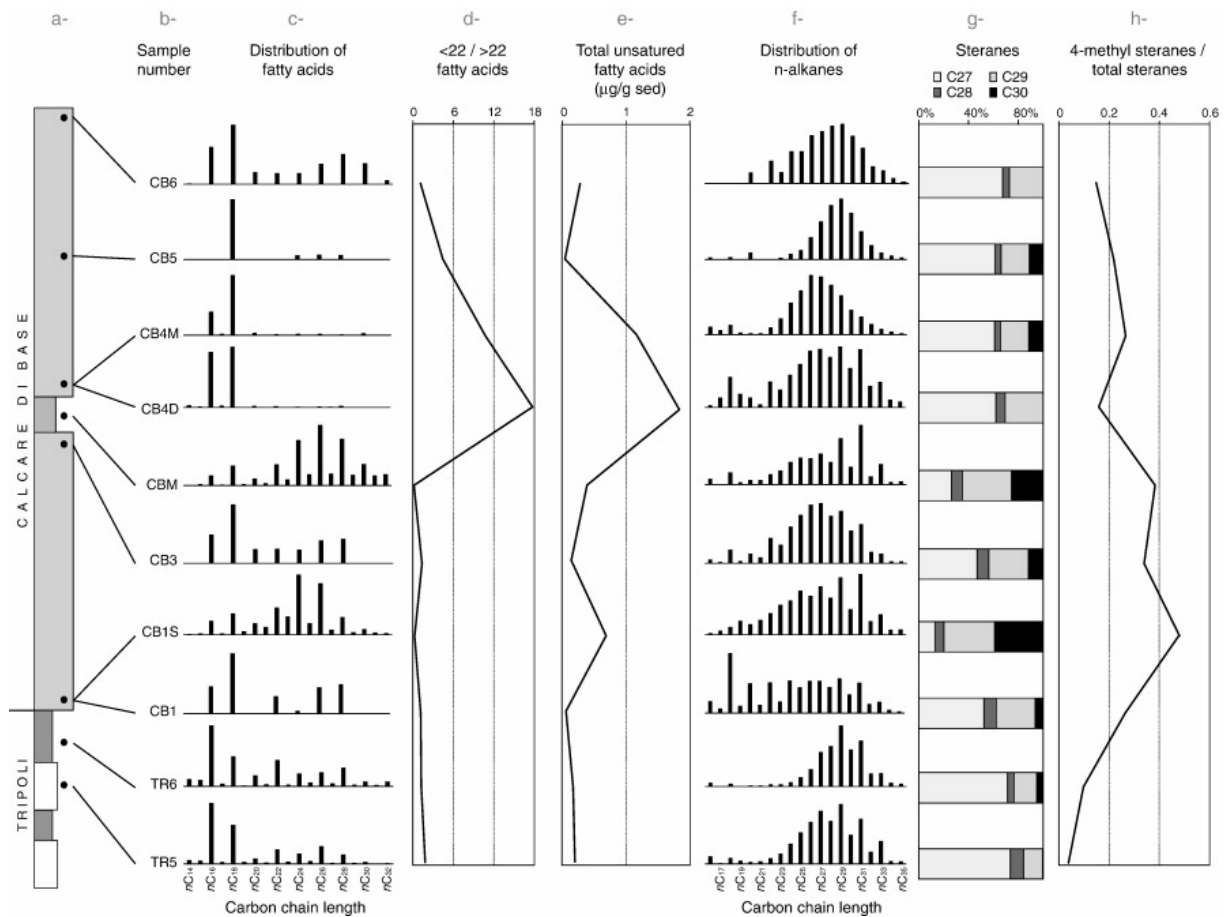 a- b- c- d- e- f- g- h-
Sample number
Distribution of fatty acids
<22 / >22 fatty acids
Total unsatured fatty acids (µg/g sed)
Distribution of n-alkanes
Steranes
4-methyl steranes / total steranes
C27 C29
C28 C30
0 6 12 18
0 1 2
0% 40% 80%
0 0.2 0.4 0.6
CALCARE DI BASE
TRIPOLI
CB6
CB5
CB4M
CB4D
CBM
CB3
CB1S
CB1
TR6
TR5
nC14 nC16 nC18 nC20 nC22 nC24 nC26 nC28 nC30 nC32
nC17 nC19 nC21 nC23 nC25 nC27 nC29 nC31 nC33 nC35
Carbon chain length
Carbon chain length